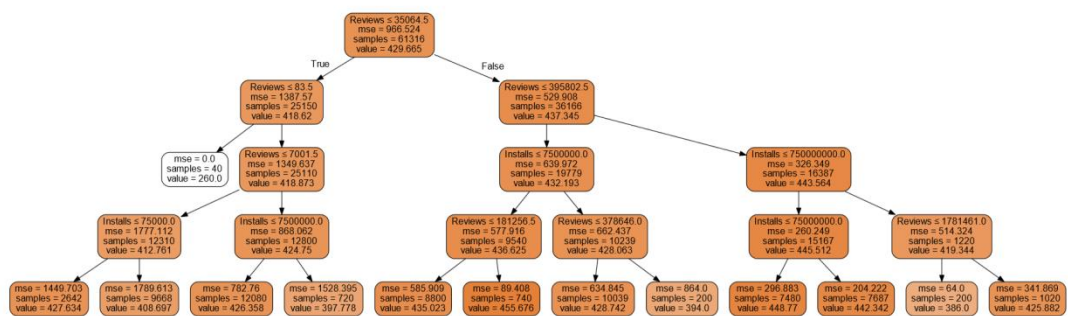 Reviews ≤ 35064.5
mse = 966.524
samples = 61316
value = 429.665
True
False
Reviews ≤ 83.5
mse = 1387.57
samples = 25150
value = 418.62
Reviews ≤ 395802.5
mse = 529.908
samples = 36166
value = 437.345
mse = 0.0
samples = 40
value = 260.0
Reviews ≤ 7001.5
mse = 1349.637
samples = 25110
value = 418.873
Installs ≤ 7500000.0
mse = 639.972
samples = 19779
value = 432.193
Installs ≤ 750000000.0
mse = 326.349
samples = 16387
value = 443.564
Installs ≤ 75000.0
mse = 1777.112
samples = 12310
value = 412.761
Installs ≤ 7500000.0
mse = 868.062
samples = 12800
value = 424.75
Reviews ≤ 181256.5
mse = 577.916
samples = 9540
value = 436.625
Reviews ≤ 378646.0
mse = 662.437
samples = 10239
value = 428.063
Installs ≤ 75000000.0
mse = 260.249
samples = 15167
value = 445.512
Reviews ≤ 1781461.0
mse = 514.324
samples = 1220
value = 419.344
mse = 1449.703
samples = 2642
value = 427.634
mse = 1789.613
samples = 9668
value = 408.697
mse = 782.76
samples = 12080
value = 426.358
mse = 1528.395
samples = 720
value = 397.778
mse = 585.909
samples = 8800
value = 435.023
mse = 89.408
samples = 740
value = 455.676
mse = 634.845
samples = 10039
value = 428.742
mse = 864.0
samples = 200
value = 394.0
mse = 296.883
samples = 7480
value = 448.77
mse = 204.222
samples = 7687
value = 442.342
mse = 64.0
samples = 200
value = 386.0
mse = 341.869
samples = 1020
value = 425.882